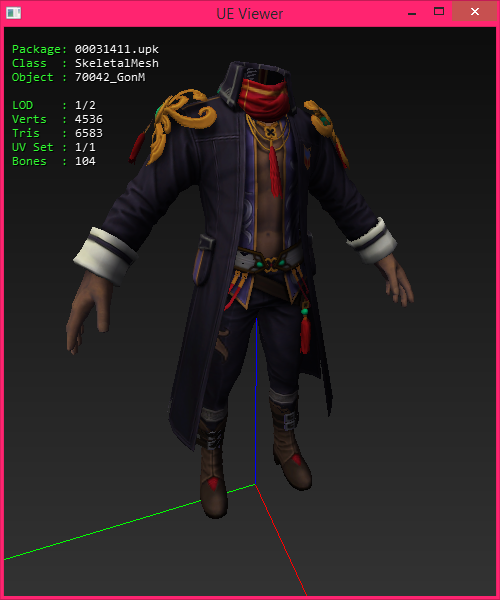 UE Viewer
Package: 00031411.upk
Class  : SkeletalMesh
Object : 70042_GonM
LOD    : 1/2
Verts  : 4536
Tris   : 6583
UV Set : 1/1
Bones  : 104